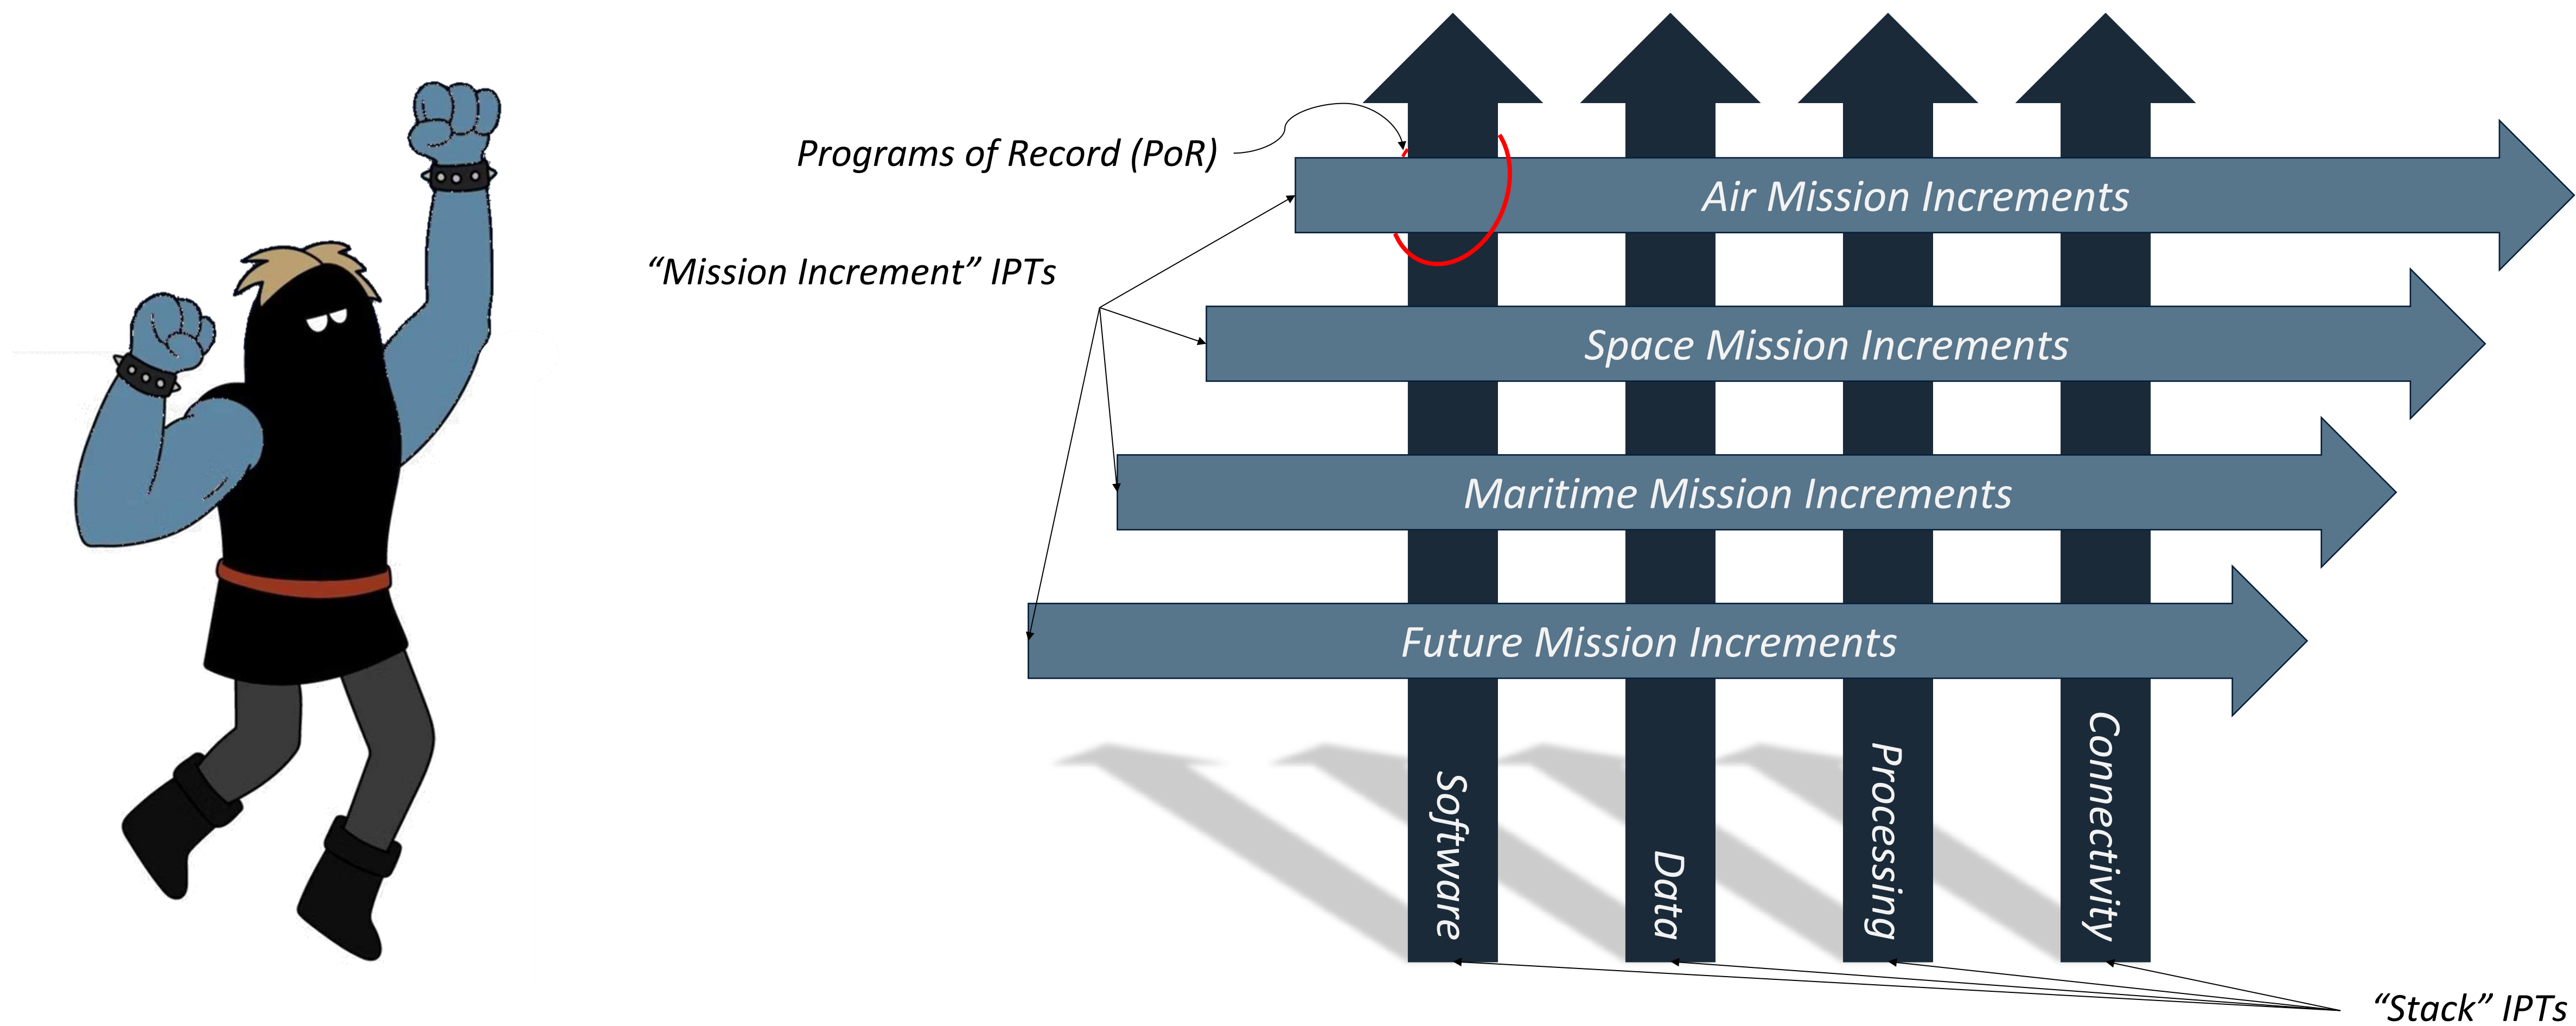 Programs of Record (PoR)
Air Mission Increments
“Mission Increment” IPTs
Space Mission Increments
Maritime Mission Increments
Future Mission Increments
Software
Data
Processing
Connectivity
“Stack” IPTs